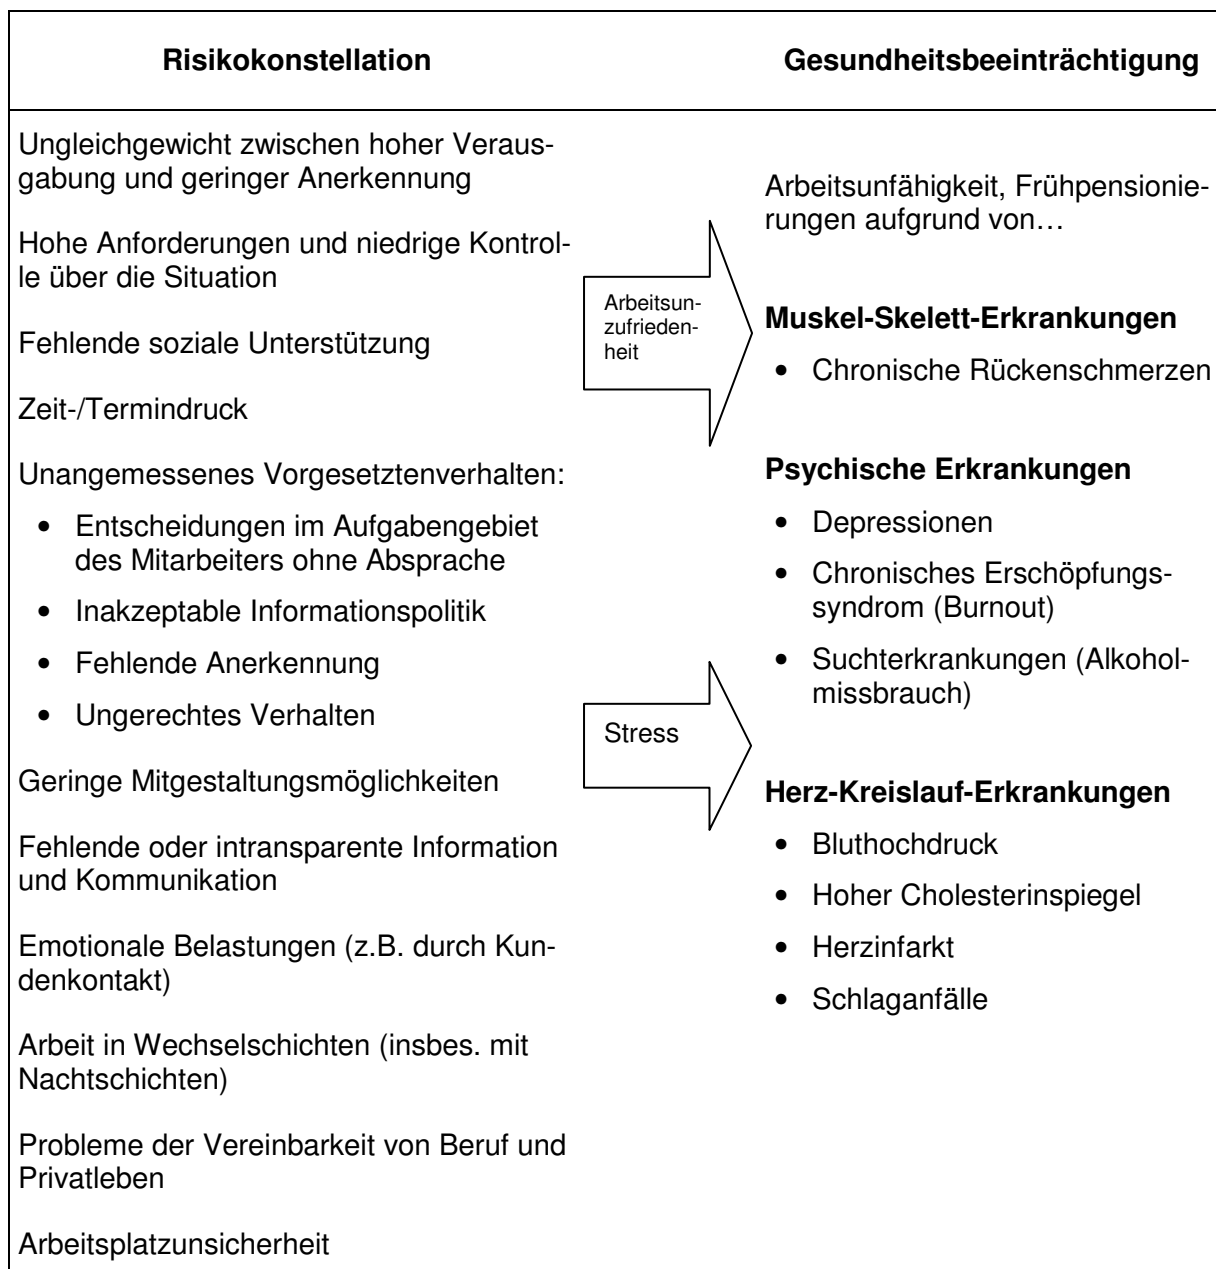 Risikokonstellation
Gesundheitsbeeinträchtigung
Ungleichgewicht zwischen hoher Veraus-
gabung und geringer Anerkennung
Hohe Anforderungen und niedrige Kontrol-
le über die Situation
Fehlende soziale Unterstützung
Zeit-/Termindruck
Unangemessenes Vorgesetztenverhalten:
• Entscheidungen im Aufgabengebiet
des Mitarbeiters ohne Absprache
• Inakzeptable Informationspolitik
• Fehlende Anerkennung
• Ungerechtes Verhalten
Geringe Mitgestaltungsmöglichkeiten
Fehlende oder intransparente Information
und Kommunikation
Emotionale Belastungen (z.B. durch Kun-
denkontakt)
Arbeit in Wechselschichten (insbes. mit
Nachtschichten)
Probleme der Vereinbarkeit von Beruf und
Privatleben
Arbeitsplatzunsicherheit
Arbeitsun-
zufrieden-
heit
Stress
Arbeitsunfähigkeit, Frühpensionie-
rungen aufgrund von…
Muskel-Skelett-Erkrankungen
• Chronische Rückenschmerzen
Psychische Erkrankungen
• Depressionen
• Chronisches Erschöpfungs-
syndrom (Burnout)
• Suchterkrankungen (Alkohol-
missbrauch)
Herz-Kreislauf-Erkrankungen
• Bluthochdruck
• Hoher Cholesterinspiegel
• Herzinfarkt
• Schlaganfälle